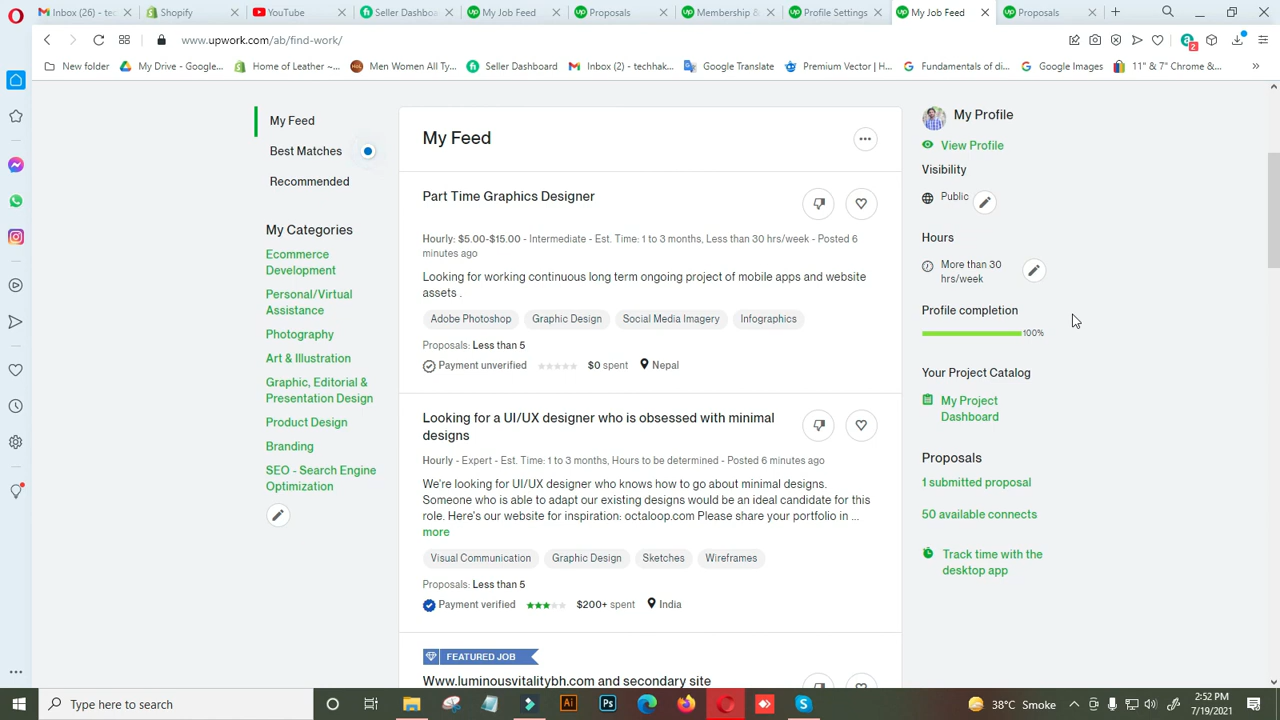 Inbox (26) - tec
Shopify
YouTube
Seller Dashboa
My Job Feed
Proposals
Membership &
Profile Settings
My Job Feed
Proposals
www.upwork.com/ab/find-work/
2
New folder
My Drive - Google...
Home of Leather ~...
Men Women All Ty...
Seller Dashboard
Inbox (2) - techhak...
Google Translate
Premium Vector | H...
Fundamentals of di...
Google Images
11" & 7" Chrome &...
My Feed
Best Matches
Recommended
My Categories
Ecommerce
Development
Personal/Virtual
Assistance
Photography
Art & Illustration
Graphic, Editorial &
Presentation Design
Product Design
Branding
SEO - Search Engine
Optimization
My Feed
Part Time Graphics Designer
Hourly: $5.00-$15.00 - Intermediate - Est. Time: 1 to 3 months, Less than 30 hrs/week - Posted 6
minutes ago
Looking for working continuous long term ongoing project of mobile apps and website
assets .
Adobe Photoshop
Graphic Design
Social Media Imagery
Infographics
Proposals: Less than 5
Payment unverified
$0 spent
Nepal
Looking for a UI/UX designer who is obsessed with minimal
designs
Hourly - Expert - Est. Time: 1 to 3 months, Hours to be determined - Posted 6 minutes ago
We're looking for UI/UX designer who knows how to go about minimal designs.
Someone who is able to adapt our existing designs would be an ideal candidate for this
role. Here's our website for inspiration: octaloop.com Please share your portfolio in ...
more
Visual Communication
Graphic Design
Sketches
Wireframes
Proposals: Less than 5
Payment verified
$200+ spent
India
FEATURED JOB
Www.luminousvitalitybh.com and secondary site
My Profile
View Profile
Visibility
Public
Hours
More than 30
hrs/week
Profile completion
100%
Your Project Catalog
My Project
Dashboard
Proposals
1 submitted proposal
50 available connects
Track time with the
desktop app
Type here to search
Ai
Ps
38°C Smoke
2:52 PM
7/19/2021